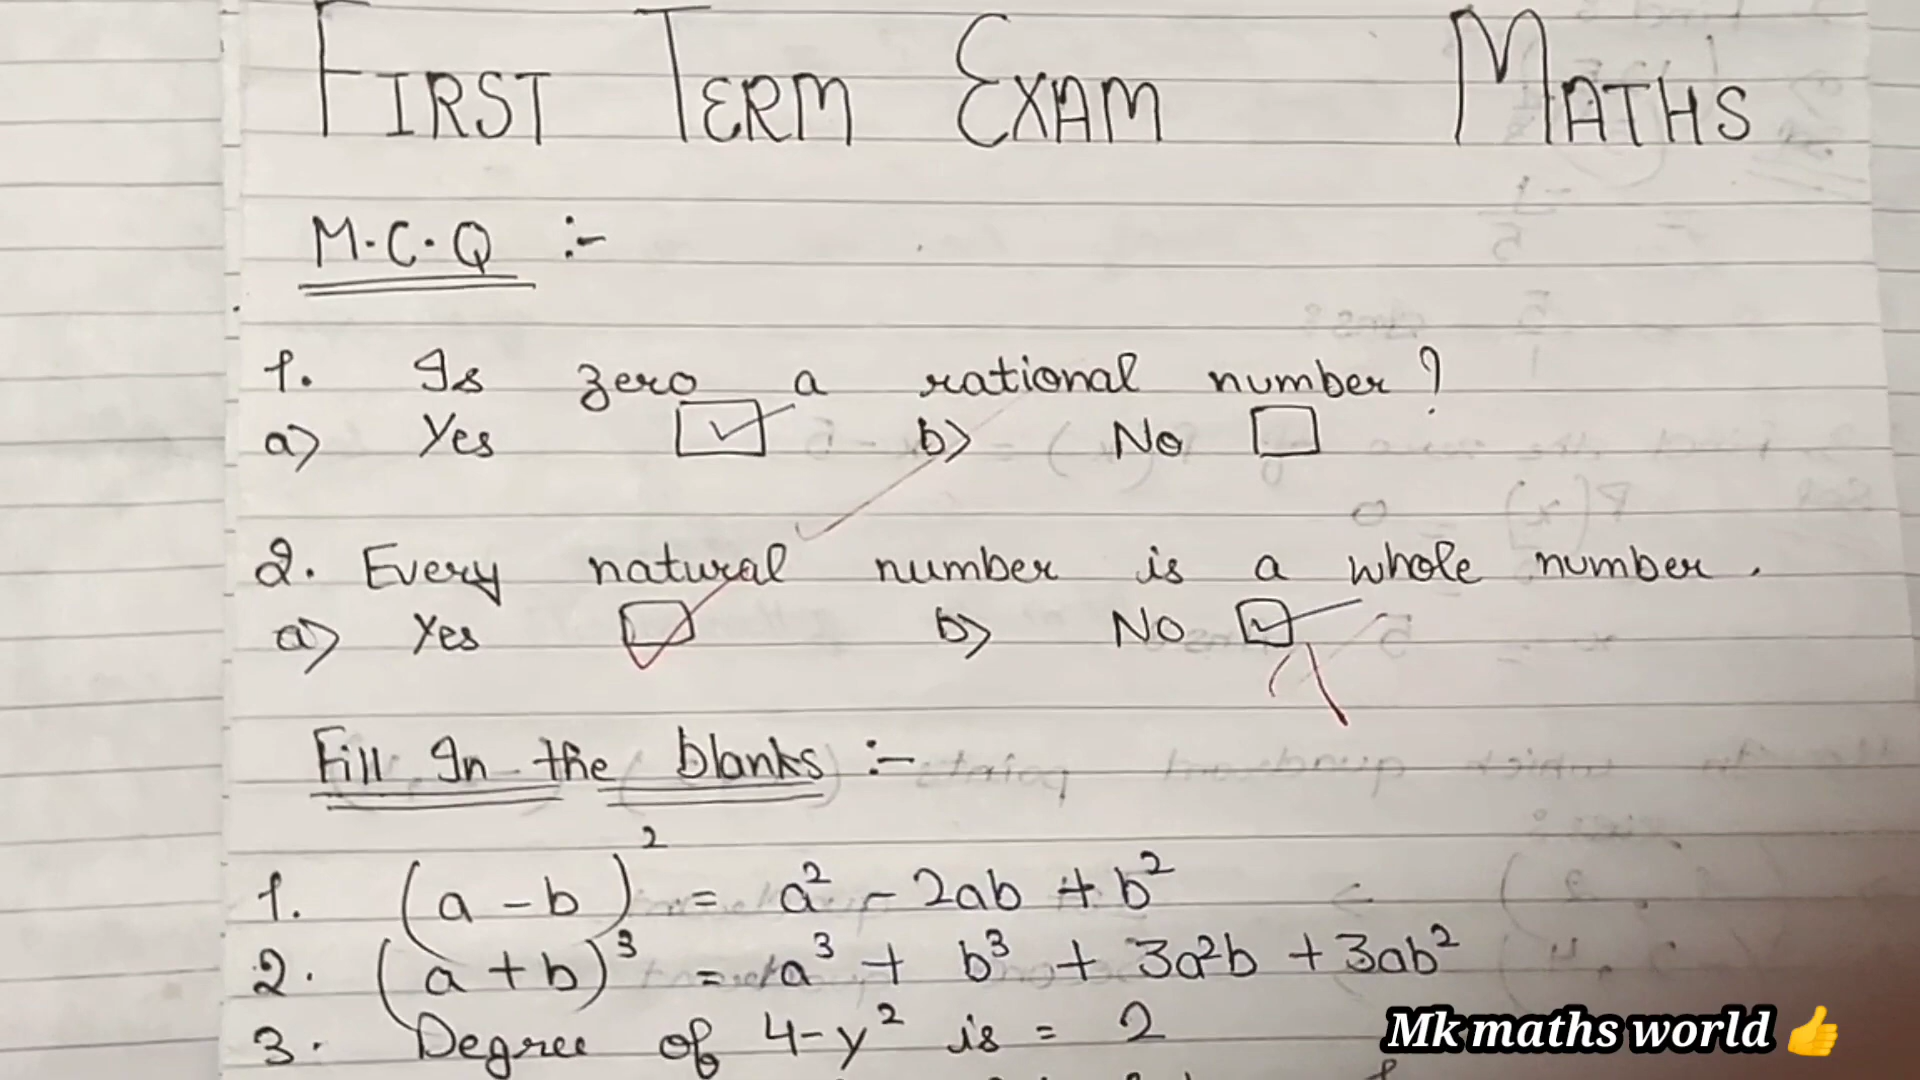 FIRST TERM EXAM MATHS
M.C.Q :-
1. Is zero a rational number?
a) Yes ☑ b) No ☐
2. Every natural number is a whole number.
a) Yes ☐ b) No ☑
Fill In the blanks :-
1. (a - b)² = a² - 2ab + b²
2. (a + b)³ = a³ + b³ + 3a²b + 3ab²
3. Degree of 4 - y² is = 2
Mk maths world 👍